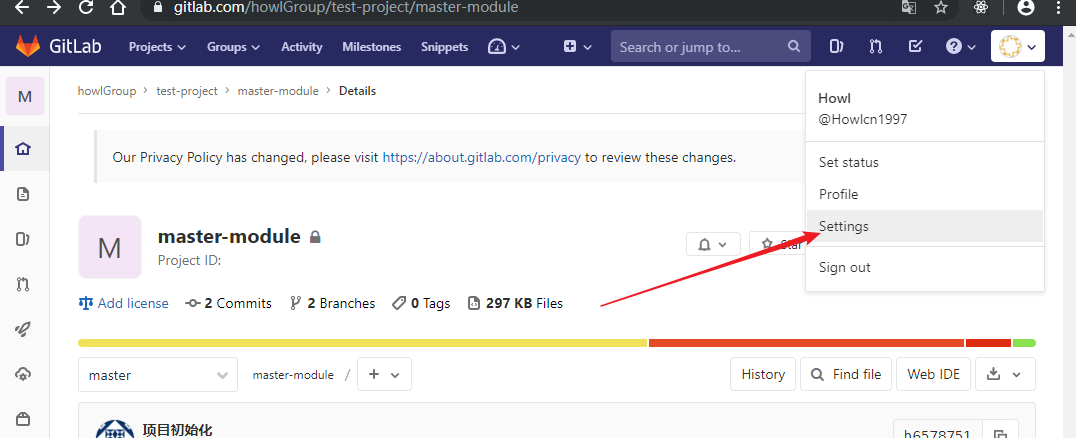 gitlab.com/howlGroup/test-project/master-module
GitLab Projects Groups Activity Milestones Snippets Search or jump to...
M howlGroup > test-project > master-module > Details
Howl
@Howlcn1997
Our Privacy Policy has changed, please visit https://about.gitlab.com/privacy to review these changes.
Set status
Profile
Settings
Sign out
M master-module
Project ID:
Star
Add license 2 Commits 2 Branches 0 Tags 297 KB Files
master master-module / + History Find file Web IDE
项目初始化 b6578751